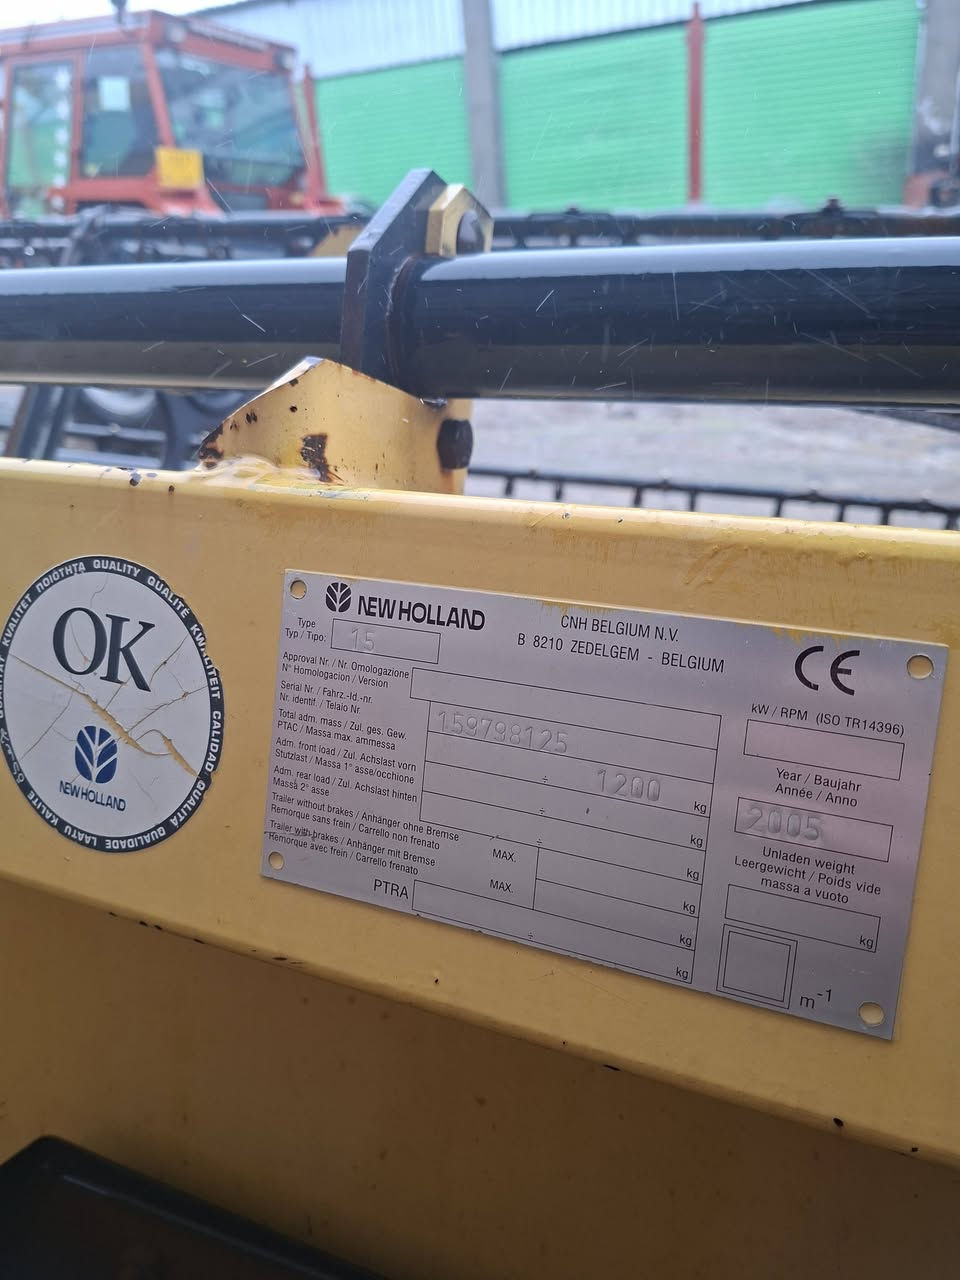 ПОІОТНТА QUALITY QUALITÉ KWALITEIT CALIDAD QUALITÀ QUALIDADE LAATU KALITE
КВАЛИТЕТ
OK
NEW HOLLAND
NEW HOLLAND
CNH BELGIUM N.V.
B 8210 ZEDELGEM - BELGIUM
CE
Type
Typ / Tipo:
15
Approval Nr / Nr. Omologazione
N° Homologacion / Version
Serial Nr. / Fahrz.-Id.-nr.
Nr. identif. / Telaio Nr.
159798125
Total adm. mass / Zul. ges. Gew.
PTAC / Massa max. ammessa
÷
1200
kg
Adm. front load / Zul. Achslast vorn
Stutzlast / Massa 1° asse/occhione
÷
kg
Adm. rear load / Zul. Achslast hinten
Massa 2° asse
÷
kg
Trailer without brakes / Anhänger ohne Bremse
Remorque sans frein / Carrello non frenato
MAX.
kg
Trailer with brakes / Anhänger mit Bremse
Remorque avec frein / Carrello frenato
MAX.
kg
PTRA
÷
kg
kW / RPM (ISO TR14396)
Year / Baujahr
Année / Anno
2005
Unladen weight
Leergewicht / Poids vide
massa a vuoto
kg
m-1